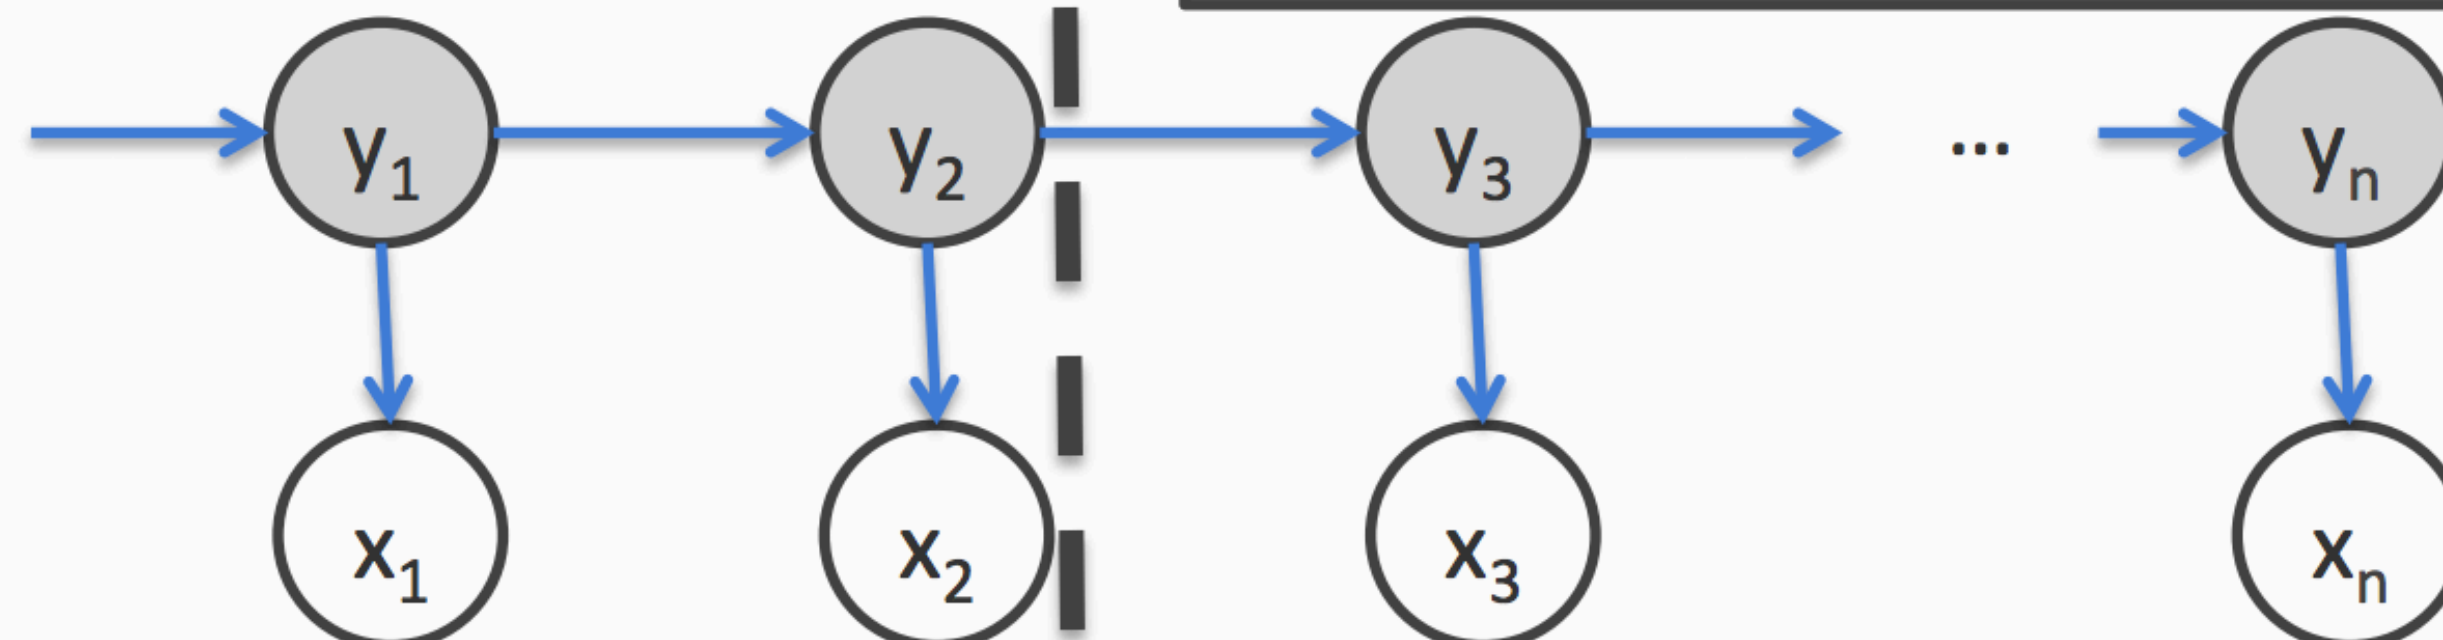 y₁ y₂ y₃ ... yₙ
x₁ x₂ x₃ xₙ